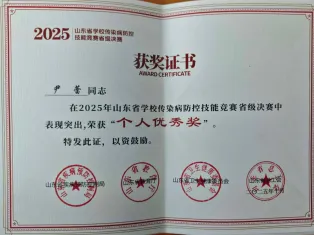 2025 山东省学校传染病防控
技能竞赛省级决赛
获奖证书
AWARD CERTIFICATE
尹蕾 同志
在2025年山东省学校传染病防控技能竞赛省级决赛中
表现突出,荣获“个人优秀奖”。
特发此证，以资鼓励。